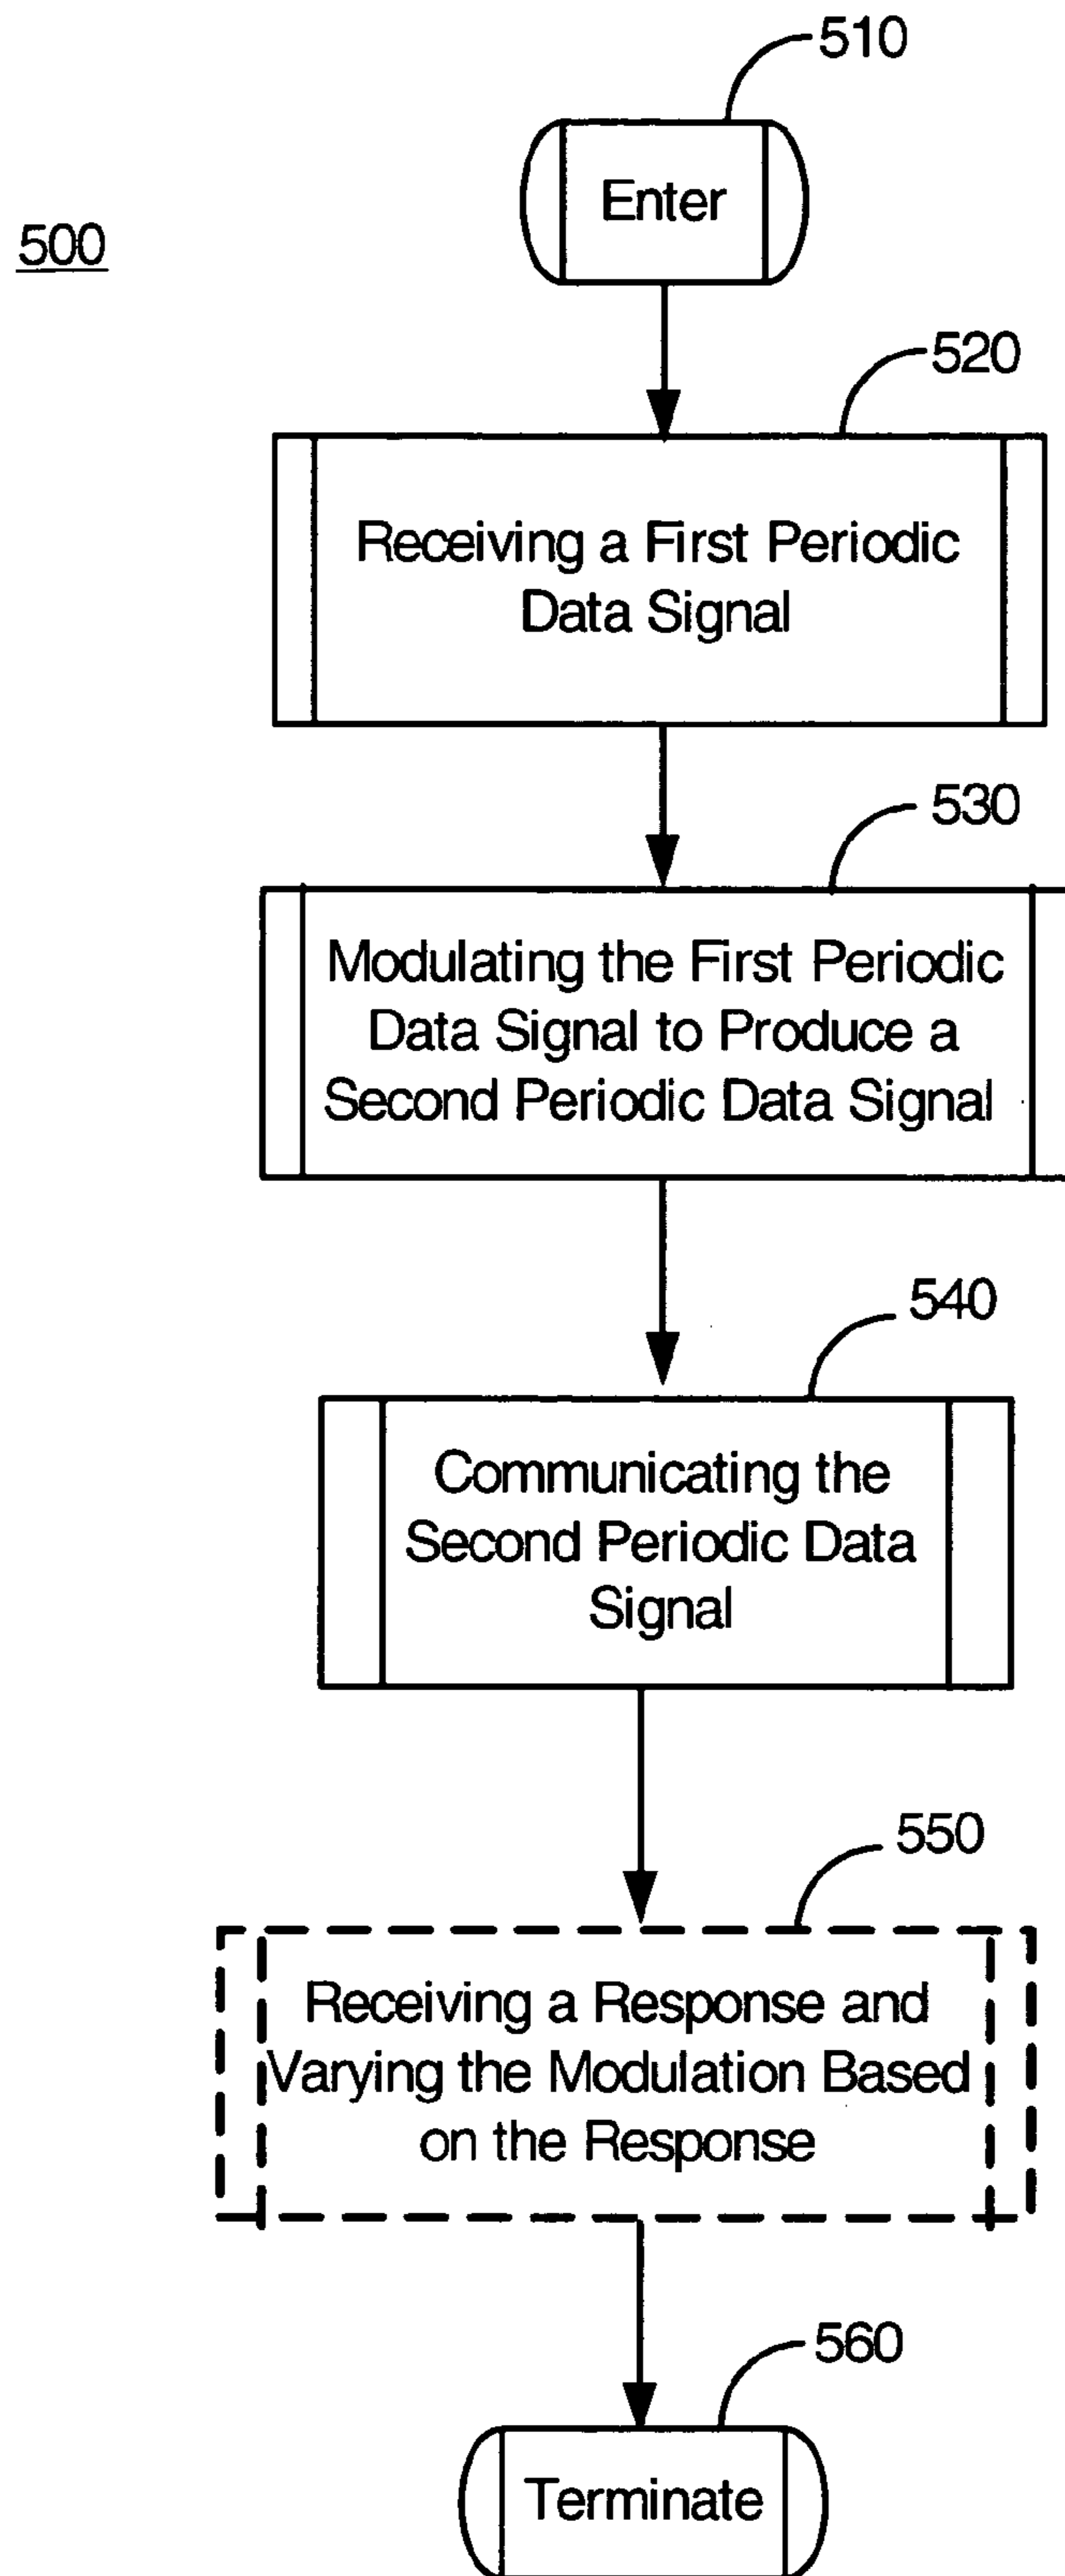 510
Enter
500
520
Receiving a First Periodic
Data Signal
530
Modulating the First Periodic
Data Signal to Produce a
Second Periodic Data Signal
540
Communicating the
Second Periodic Data
Signal
550
Receiving a Response and
Varying the Modulation Based
on the Response
560
Terminate